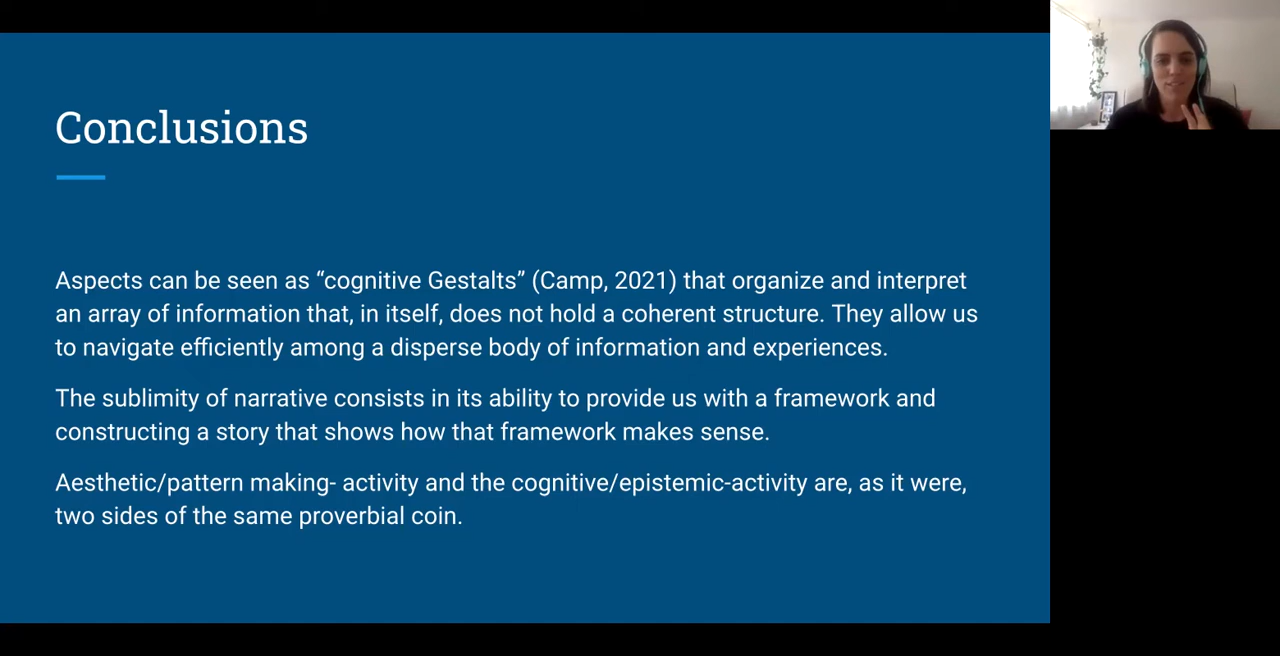 Conclusions
Aspects can be seen as “cognitive Gestalts” (Camp, 2021) that organize and interpret
an array of information that, in itself, does not hold a coherent structure. They allow us
to navigate efficiently among a disperse body of information and experiences.
The sublimity of narrative consists in its ability to provide us with a framework and
constructing a story that shows how that framework makes sense.
Aesthetic/pattern making- activity and the cognitive/epistemic-activity are, as it were,
two sides of the same proverbial coin.